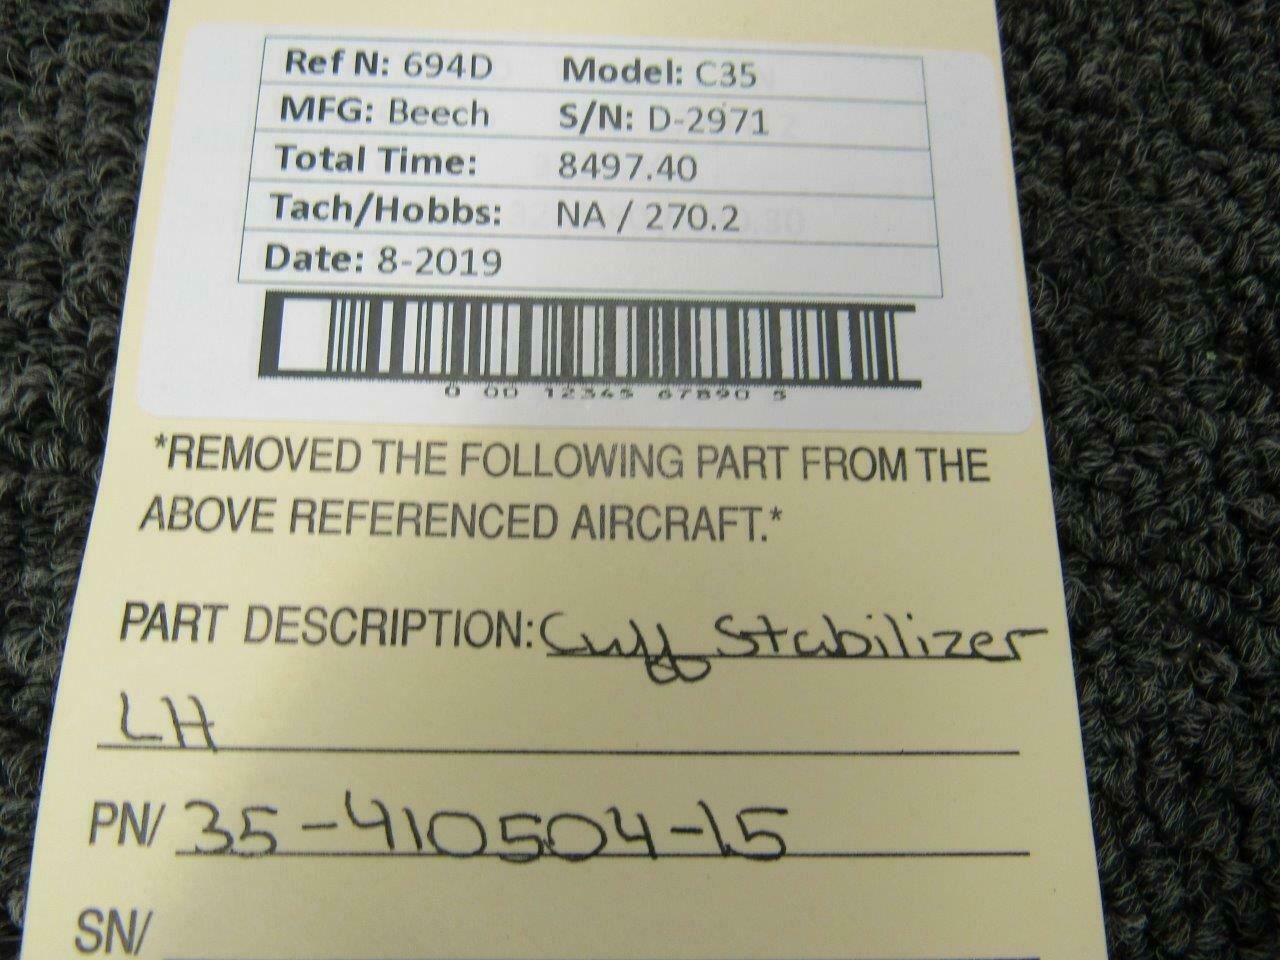 Ref N: 694D Model: C35
MFG: Beech S/N: D-2971
Total Time: 8497.40
Tach/Hobbs: NA / 270.2
Date: 8-2019
0 00 12345 67890 5
*REMOVED THE FOLLOWING PART FROM THE
ABOVE REFERENCED AIRCRAFT.*
PART DESCRIPTION: Cuff Stabilizer
LH
PN/ 35-410504-15
SN/